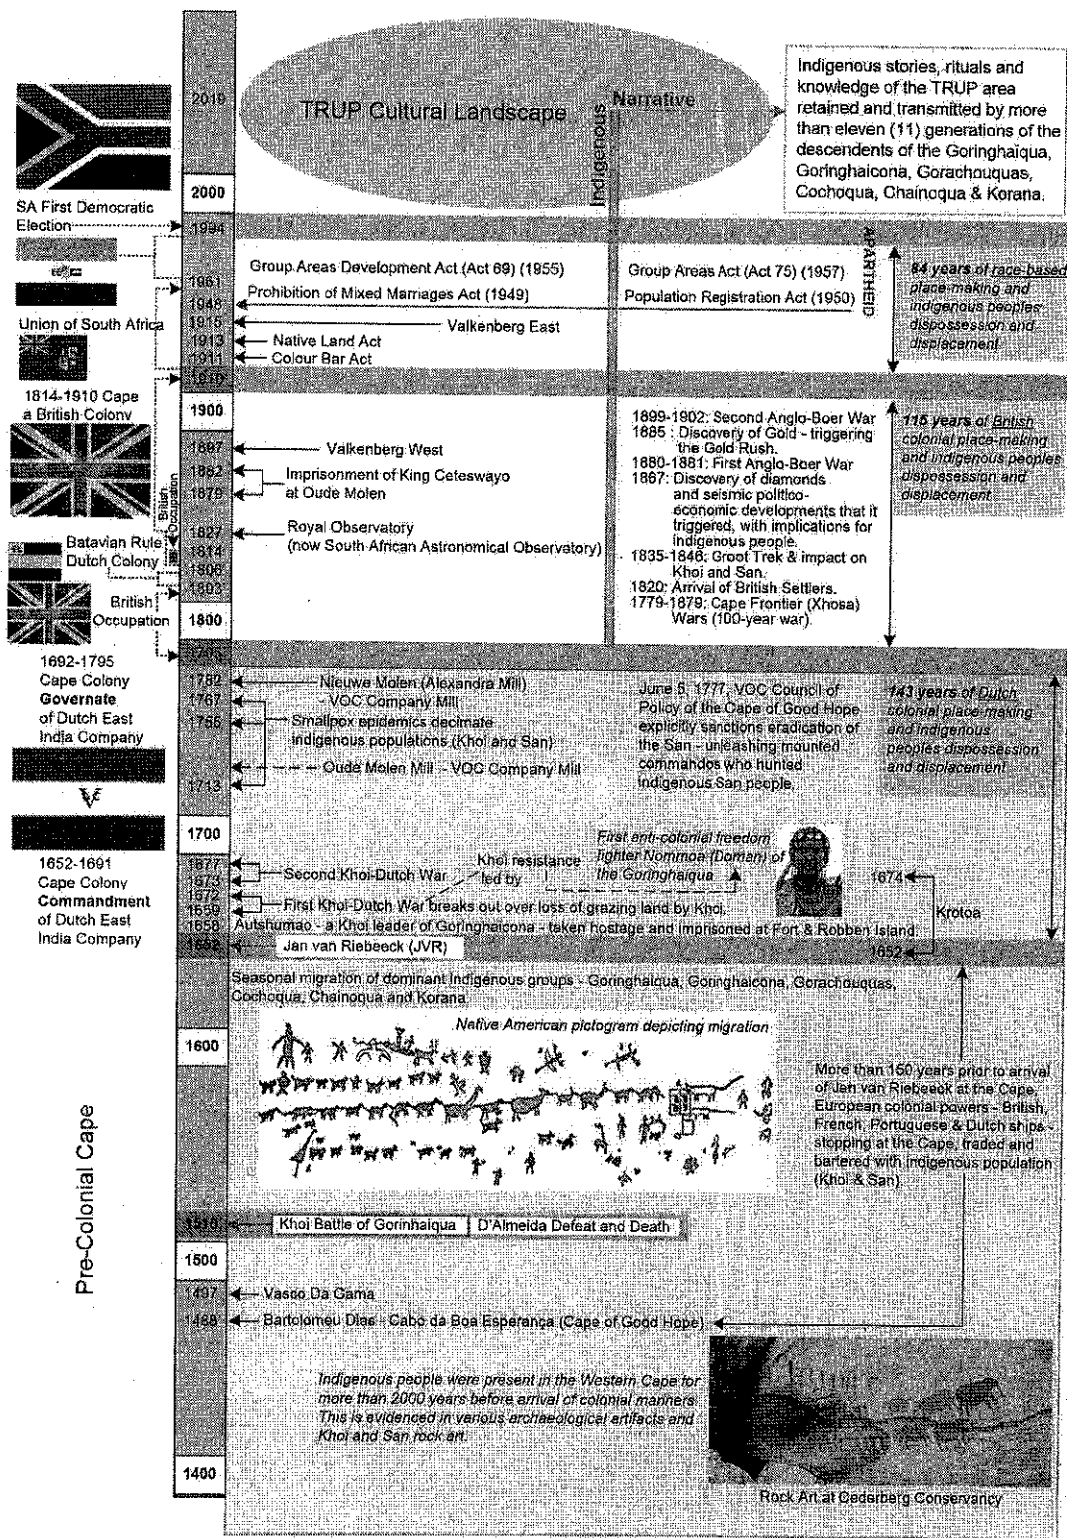 2019
TRUP Cultural Landscape
Indigenous
Narrative
Indigenous stories, rituals and
knowledge of the TRUP area
retained and transmitted by more
than eleven (11) generations of the
descendents of the Goringhaiqua,
Goringhaicona, Gorachouquas,
Cochoqua, Chainoqua & Korana.
2000
SA First Democratic
Election
1994
APARTHEID
Group Areas Development Act (Act 69) (1955)
Group Areas Act (Act 75) (1957)
1961
Prohibition of Mixed Marriages Act (1949)
Population Registration Act (1950)
1948
84 years of race-based
place-making and
indigenous peoples
dispossession and
displacement
Union of South Africa
1915
Valkenberg East
1913
Native Land Act
1911
Colour Bar Act
1910
1814-1910 Cape
a British Colony
1900
1899-1902: Second Anglo-Boer War
1885 : Discovery of Gold - triggering
the Gold Rush.
1880-1881: First Anglo-Boer War
1867: Discovery of diamonds
and seismic politico-
economic developments that it
triggered, with implications for
indigenous people.
1835-1846: Groot Trek & impact on
Khoi and San.
1820: Arrival of British Settlers.
1779-1879: Cape Frontier (Xhosa)
Wars (100-year war).
115 years of British
colonial place-making
and indigenous peoples
dispossession and
displacement
Valkenberg West
1882
Imprisonment of King Ceteswayo
at Oude Molen
1879
British
Occupation
1827
Royal Observatory
(now South African Astronomical Observatory)
1814
1806
1803
Batavian Rule
Dutch Colony
British
Occupation
1800
1692-1795
Cape Colony
Governate
of Dutch East
India Company
1782
Nieuwe Molen (Alexandra Mill)
- VOC Company Mill
1767
1755
Smallpox epidemics decimate
indigenous populations (Khoi and San)
Oude Molen Mill - VOC Company Mill
1713
June 5, 1777, VOC Council of
Policy of the Cape of Good Hope
explicitly sanctions eradication of
the San - unleashing mounted
commandos who hunted
indigenous San people.
143 years of Dutch
colonial place-making
and indigenous
peoples dispossession
and displacement
1700
1652-1691
Cape Colony
Commandment
of Dutch East
India Company
1677
Second Khoi-Dutch War
1673
1672
First Khoi-Dutch War breaks out over loss of grazing land by Khoi.
1659
Khoi resistance
led by
First anti-colonial freedom
fighter Nommoa (Doman) of
the Goringhaiqua
1674
Krotoa
1652
1658
Autshumao - a Khoi leader of Goringhaicona - taken hostage and imprisoned at Fort & Robben Island.
1652
Jan van Riebeeck (JVR)
Seasonal migration of dominant Indigenous groups - Goringhaiqua, Goringhaicona, Gorachouquas,
Cochoqua, Chainoqua and Korana.
1600
Native American pictogram depicting migration
More than 150 years prior to arrival
of Jan van Riebeeck at the Cape,
European colonial powers - British,
French, Portuguese & Dutch ships -
stopping at the Cape, traded and
bartered with indigenous population
(Khoi & San).
Pre-Colonial Cape
1510
Khoi Battle of Gorinhaiqua
D'Almeida Defeat and Death
1500
1497
Vasco Da Gama
1488
Bartolomeu Dias - Cabo da Boa Esperança (Cape of Good Hope)
Indigenous people were present in the Western Cape for
more than 2000 years before arrival of colonial manners.
This is evidenced in various archaeological artifacts and
Khoi and San rock art.
1400
Rock Art at Cederberg Conservancy